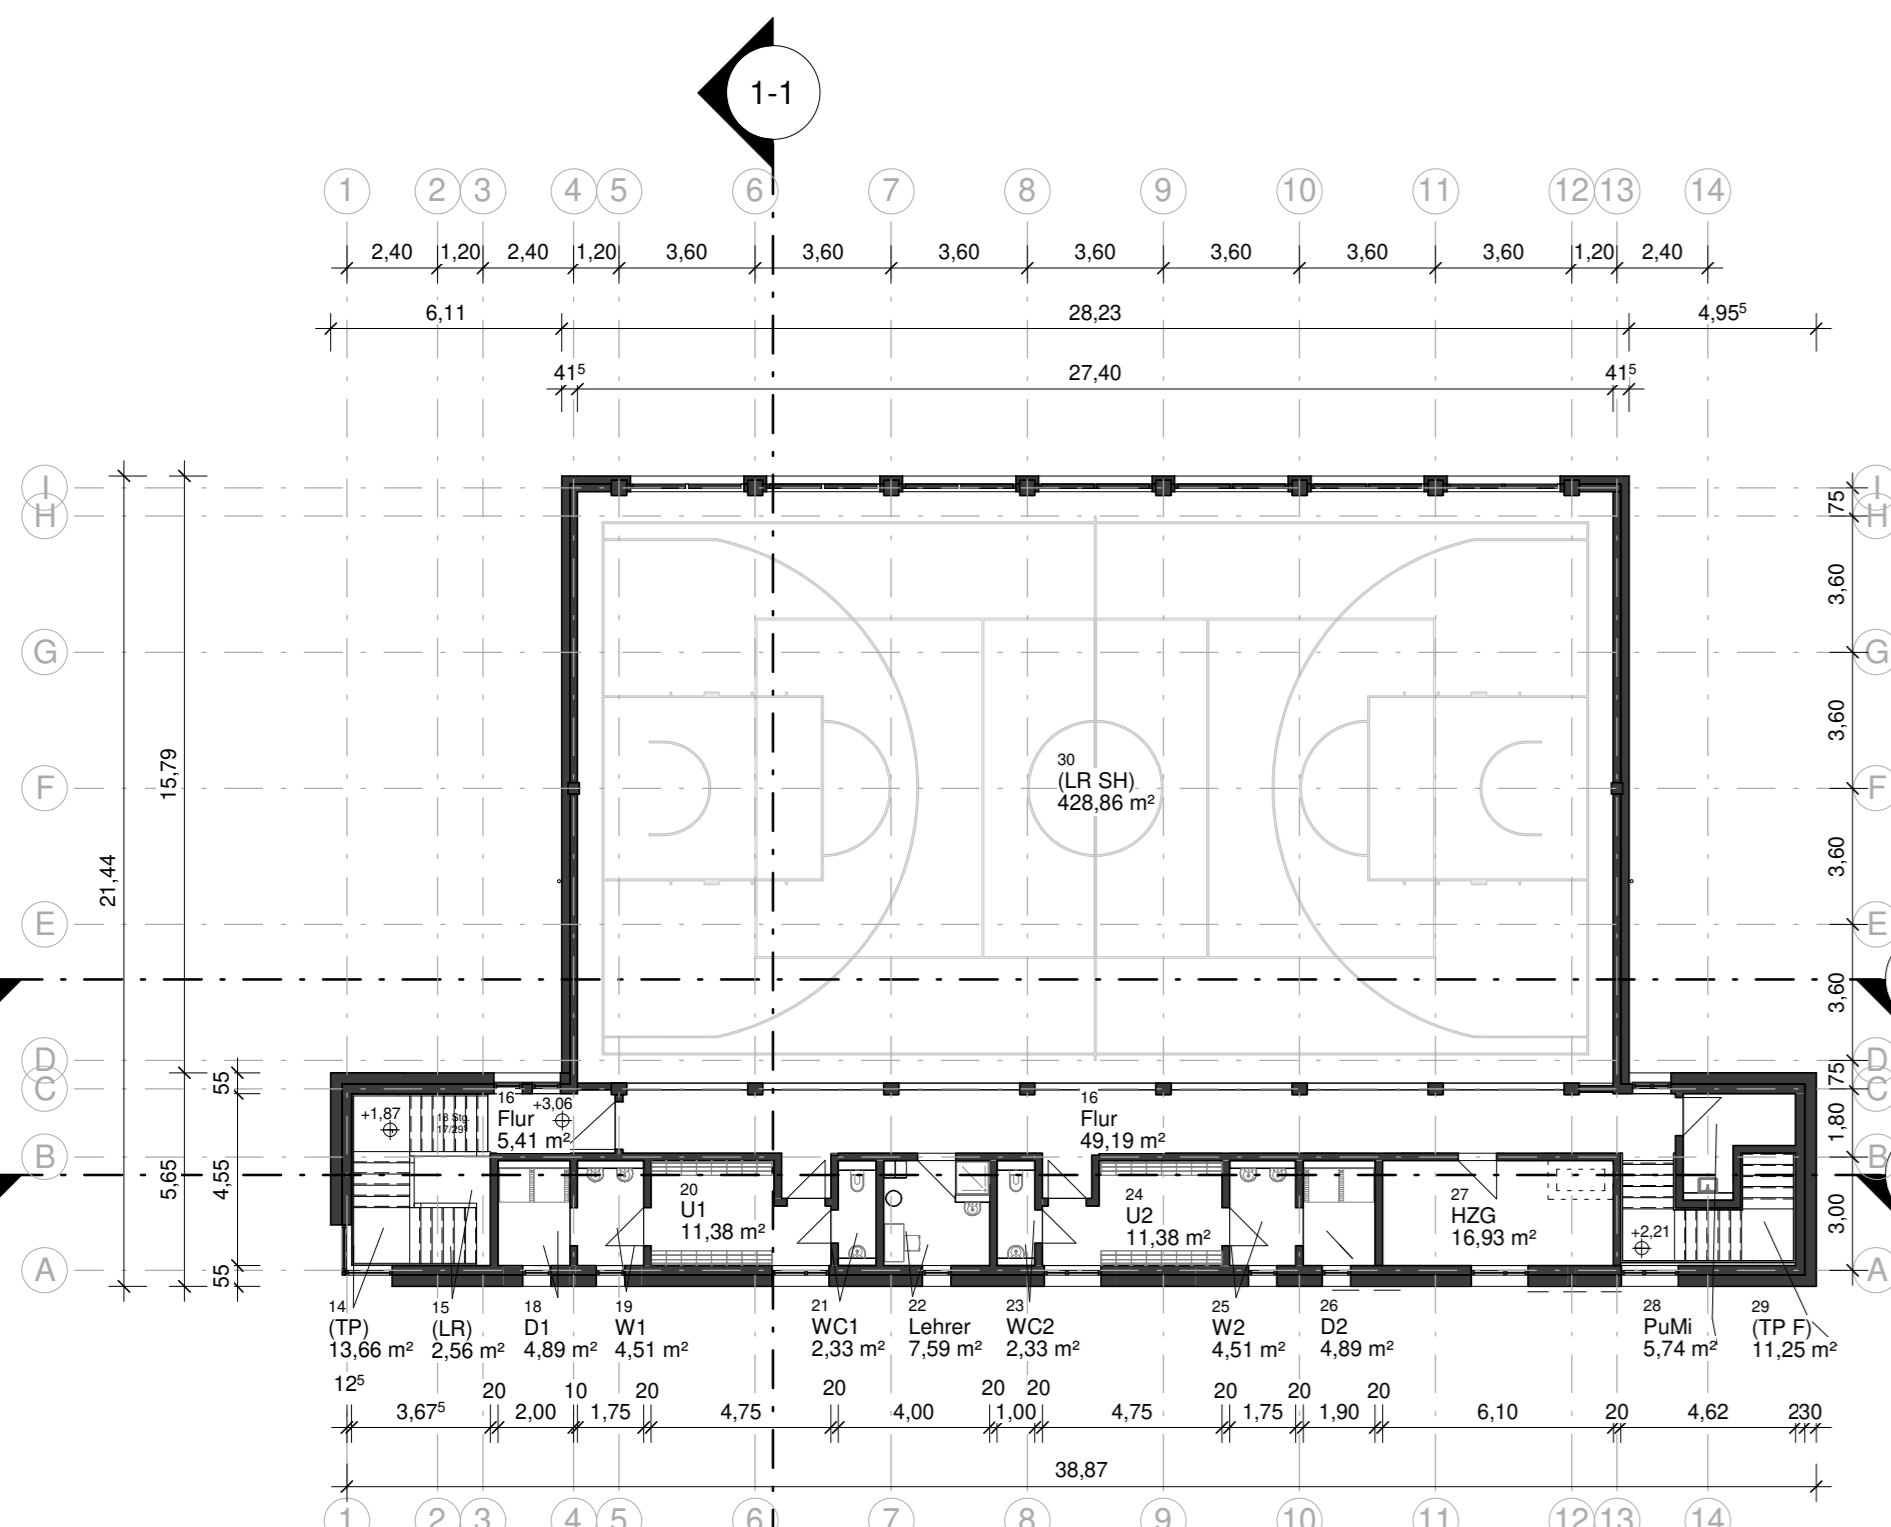 1-1
1 2 3 4 5 6 7 8 9 10 11 12 13 14
2,40 1,20 2,40 1,20 3,60 3,60 3,60 3,60 3,60 3,60 3,60 1,20 2,40
6,11 28,23 4,95⁵
41⁵ 27,40 41⁵
I I
H H
G G
F F
E E
D D
C C
B B
A A
21,44
15,79
5,65
55
4,55
55
75
3,60
3,60
3,60
3,60
75
1,80
3,00
30
(LR SH)
428,86 m²
+1,87
18 Stg.
17/29⁵
16
Flur
5,41 m²
+3,06
16
Flur
49,19 m²
20
U1
11,38 m²
24
U2
11,38 m²
27
HZG
16,93 m²
+2,21
14
(TP)
13,66 m²
15
(LR)
2,56 m²
18
D1
4,89 m²
19
W1
4,51 m²
21
WC1
2,33 m²
22
Lehrer
7,59 m²
23
WC2
2,33 m²
25
W2
4,51 m²
26
D2
4,89 m²
28
PuMi
5,74 m²
29
(TP F)
11,25 m²
12⁵ 20 10 20 20 20 20 20 20 20
3,67⁵ 2,00 1,75 4,75 4,00 1,00 4,75 1,75 1,90 6,10 20 4,62 230
38,87
1 2 3 4 5 6 7 8 9 10 11 12 13 14